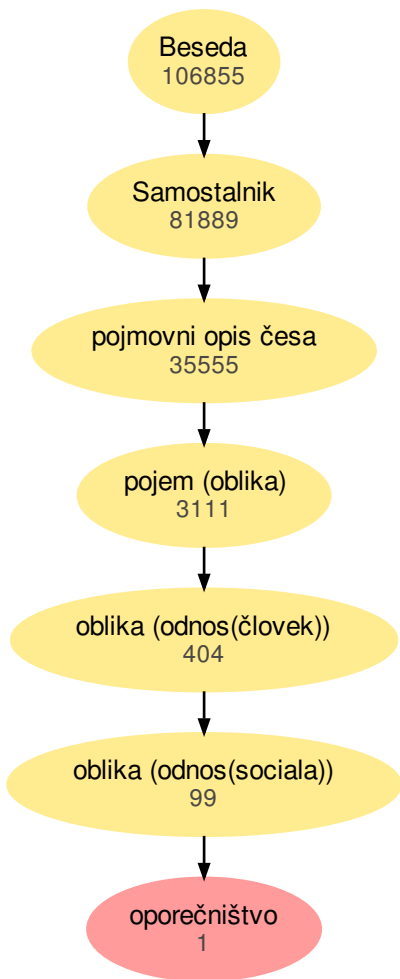 Beseda
106855
Samostalnik
81889
pojmovni opis česa
35555
pojem (oblika)
3111
oblika (odnos(človek))
404
oblika (odnos(sociala))
99
oporečništvo
1